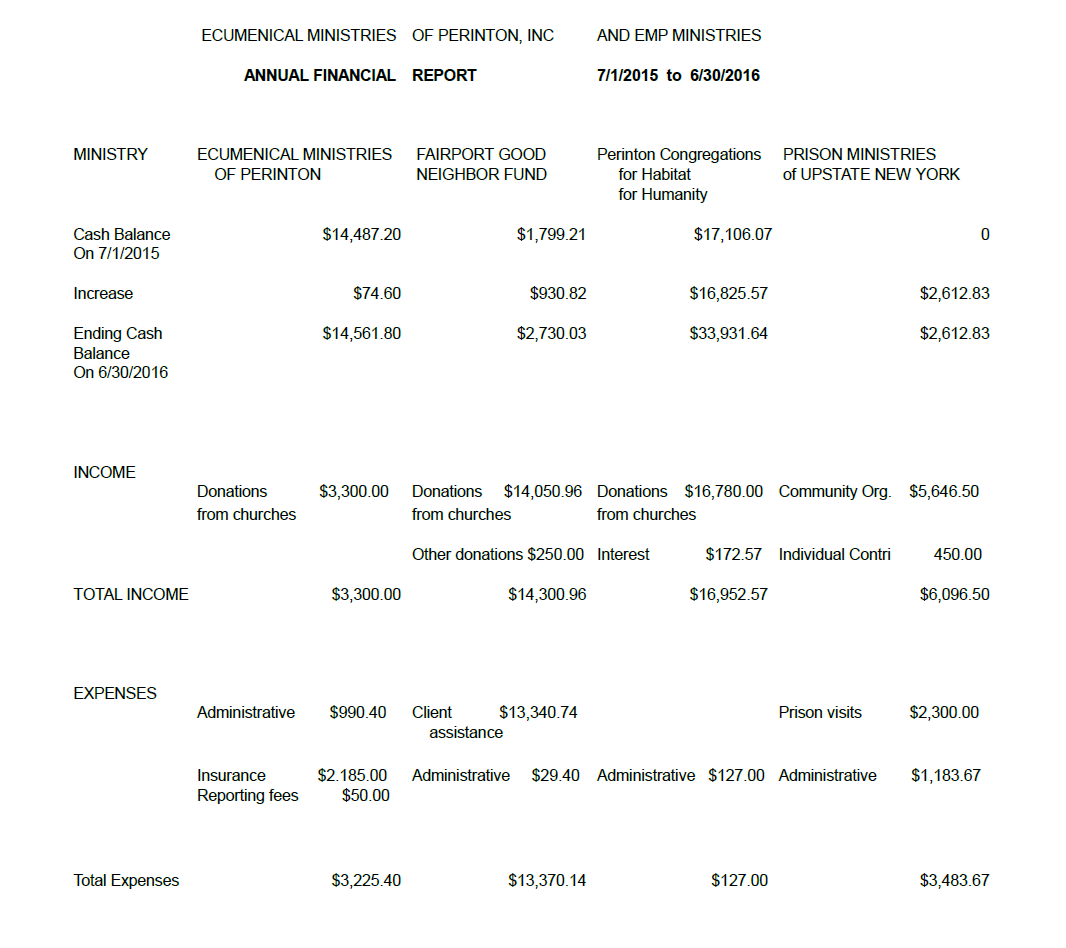 ECUMENICAL MINISTRIES OF PERINTON, INC AND EMP MINISTRIES
ANNUAL FINANCIAL REPORT 7/1/2015 to 6/30/2016
MINISTRY ECUMENICAL MINISTRIES FAIRPORT GOOD Perinton Congregations PRISON MINISTRIES
OF PERINTON NEIGHBOR FUND for Habitat of UPSTATE NEW YORK
for Humanity
Cash Balance $14,487.20 $1,799.21 $17,106.07 0
On 7/1/2015
Increase $74.60 $930.82 $16,825.57 $2,612.83
Ending Cash $14,561.80 $2,730.03 $33,931.64 $2,612.83
Balance
On 6/30/2016
INCOME
Donations $3,300.00 Donations $14,050.96 Donations $16,780.00 Community Org. $5,646.50
from churches from churches from churches
Other donations $250.00 Interest $172.57 Individual Contri 450.00
TOTAL INCOME $3,300.00 $14,300.96 $16,952.57 $6,096.50
EXPENSES
Administrative $990.40 Client $13,340.74 Prison visits $2,300.00
assistance
Insurance $2.185.00 Administrative $29.40 Administrative $127.00 Administrative $1,183.67
Reporting fees $50.00
Total Expenses $3,225.40 $13,370.14 $127.00 $3,483.67